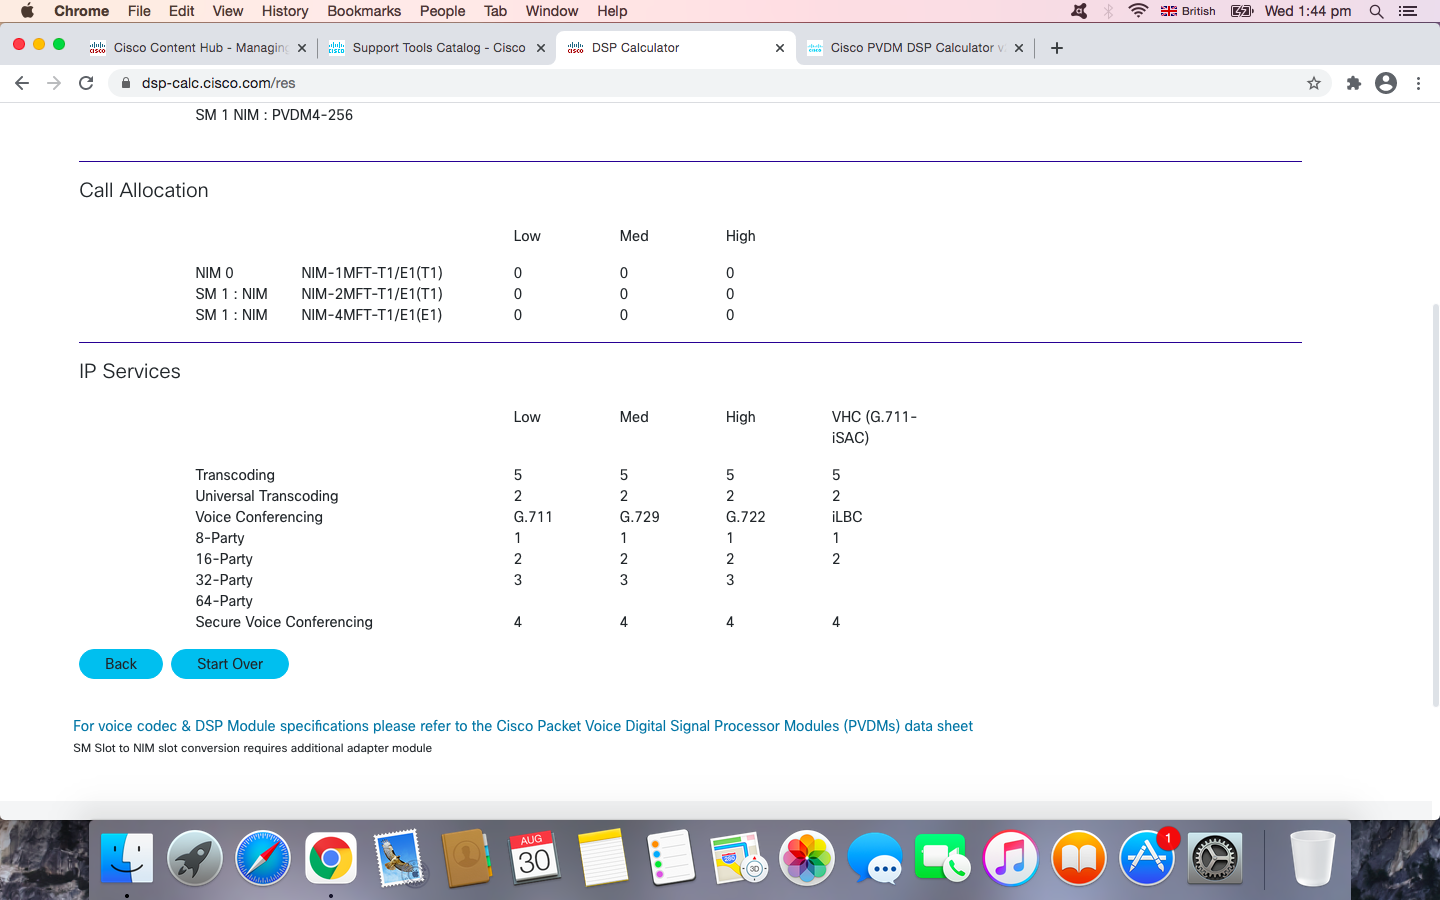 Chrome File Edit View History Bookmarks People Tab Window Help British Wed 1:44 pm
Cisco Content Hub - Managing Support Tools Catalog - Cisco DSP Calculator Cisco PVDM DSP Calculator v
dsp-calc.cisco.com/res
SM 1 NIM : PVDM4-256
Call Allocation
Low Med High
NIM 0 NIM-1MFT-T1/E1(T1) 0 0 0
SM 1 : NIM NIM-2MFT-T1/E1(T1) 0 0 0
SM 1 : NIM NIM-4MFT-T1/E1(E1) 0 0 0
IP Services
Low Med High VHC (G.711-
iSAC)
Transcoding 5 5 5 5
Universal Transcoding 2 2 2 2
Voice Conferencing G.711 G.729 G.722 iLBC
8-Party 1 1 1 1
16-Party 2 2 2 2
32-Party 3 3 3
64-Party
Secure Voice Conferencing 4 4 4 4
Back Start Over
For voice codec & DSP Module specifications please refer to the Cisco Packet Voice Digital Signal Processor Modules (PVDMs) data sheet
SM Slot to NIM slot conversion requires additional adapter module
AUG
30
280
3D
1